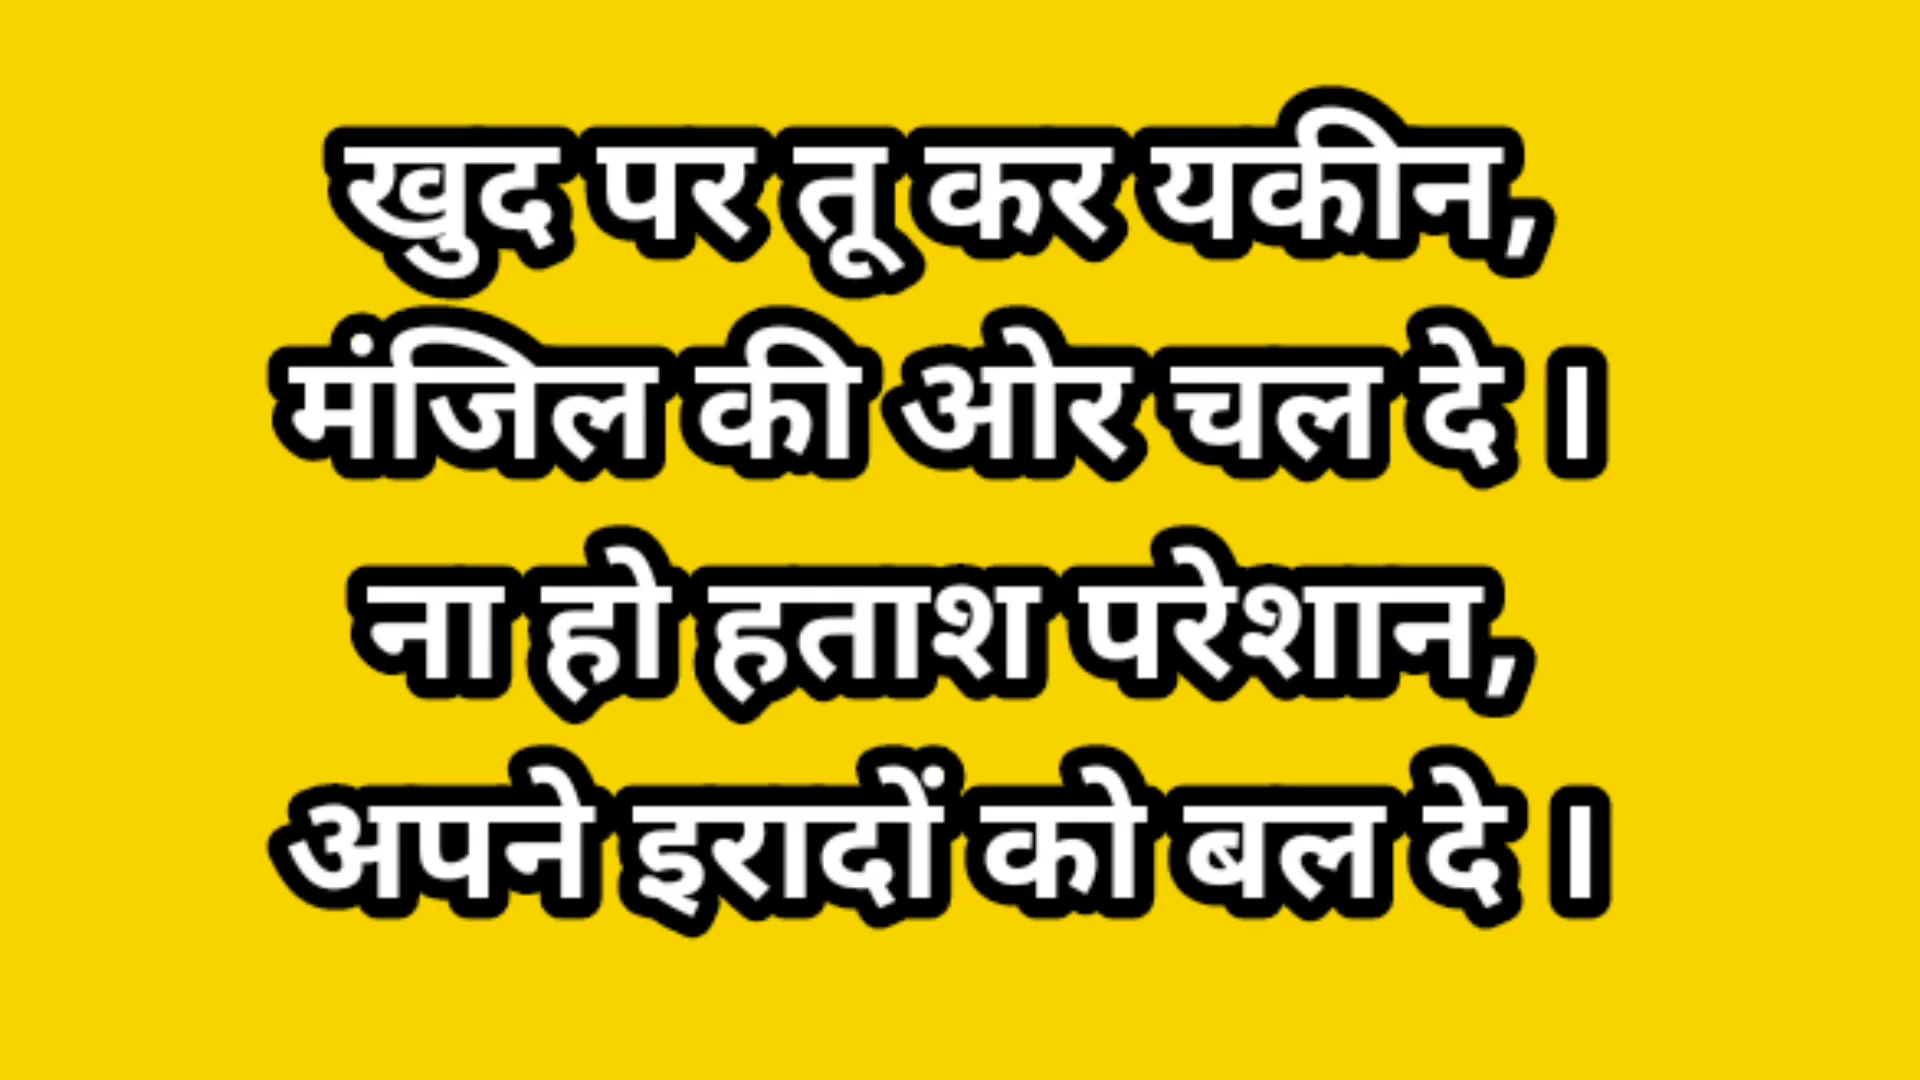 खुद पर तू कर यकीन,
मंजिल की ओर चल दे ।
ना हो हताश परेशान,
अपने इरादों को बल दे ।